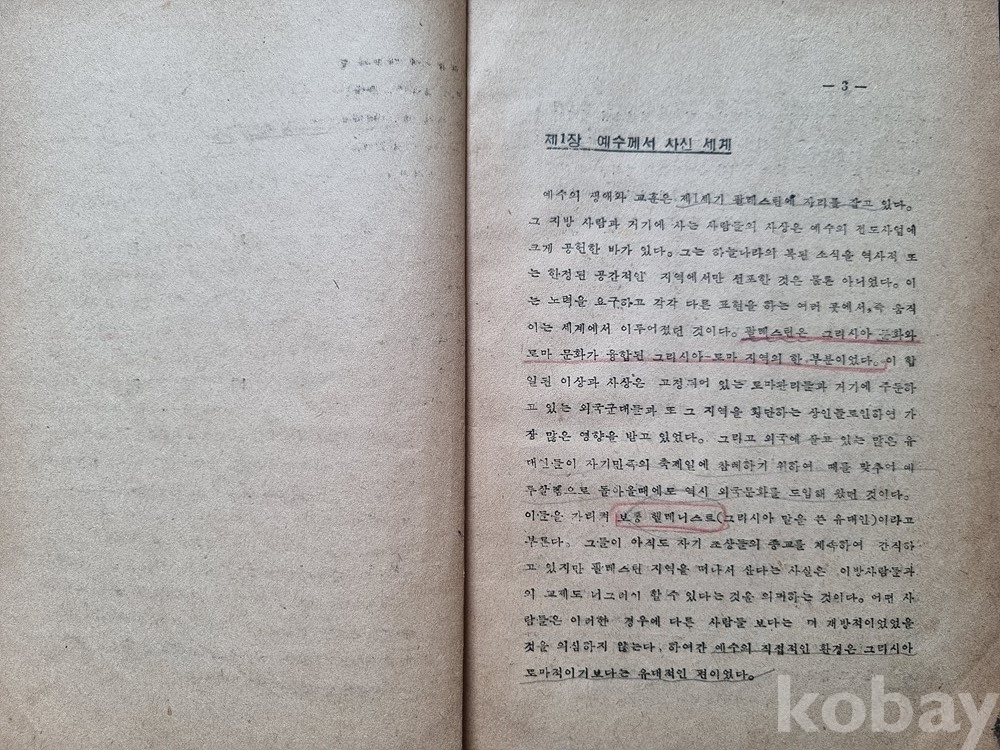 — 3 —
제1장 예수께서 사신 세계
예수의 생애와 교훈은 제1세기 팔레스틴에 자리를 잡고 있다。
그 지방 사람과 거기에 사는 사람들의 사상은 예수의 전도사업에
크게 공헌한 바가 있다。그는 하늘나라의 복된 소식을 역사적 또
는 한정된 공간적인 지역에서만 선포한 것은 물론 아니었다。이
는 노력을 요구하고 각각 다른 표현을 하는 여러 곳에서,즉 움직
이는 세계에서 이루어졌던 것이다。팔레스틴은 그리시아 문화와
로마 문화가 융합된 그리시아—로마 지역의 한 부분이었다。이 합
일된 이상과 사상은 고정되어 있는 로마관리들과 거기에 주둔하
고 있는 외국군대들과 또 그 지역을 횡단하는 상인들로인하여 가
장 많은 영향을 받고 있었다。그리고 외국에 살고 있는 많은 유
대인들이 자기민족의 축제일에 참례하기 위하여 때를 맞추어 예
루살렘으로 돌아올때에도 역시 외국문화를 도입해 왔던 것이다。
이들을 가리켜 보통 헬레니스트(그리시아 말을 쓴 유대인)이라고
부른다。그들이 아직도 자기 조상들의 종교를 계속하여 간직하
고 있지만 팔레스틴 지역을 떠나서 산다는 사실은 이방사람들과
의 교제도 너그러이 할 수 있다는 것을 의미하는 것이다。어떤 사
람들은 이러한 경우에 다른 사람들 보다는 더 개방적이었었음
것을 의심하지 않는다。하여간 예수의 직접적인 환경은 그리시아
로마적이기보다는 유대적인 편이었다。
kobay